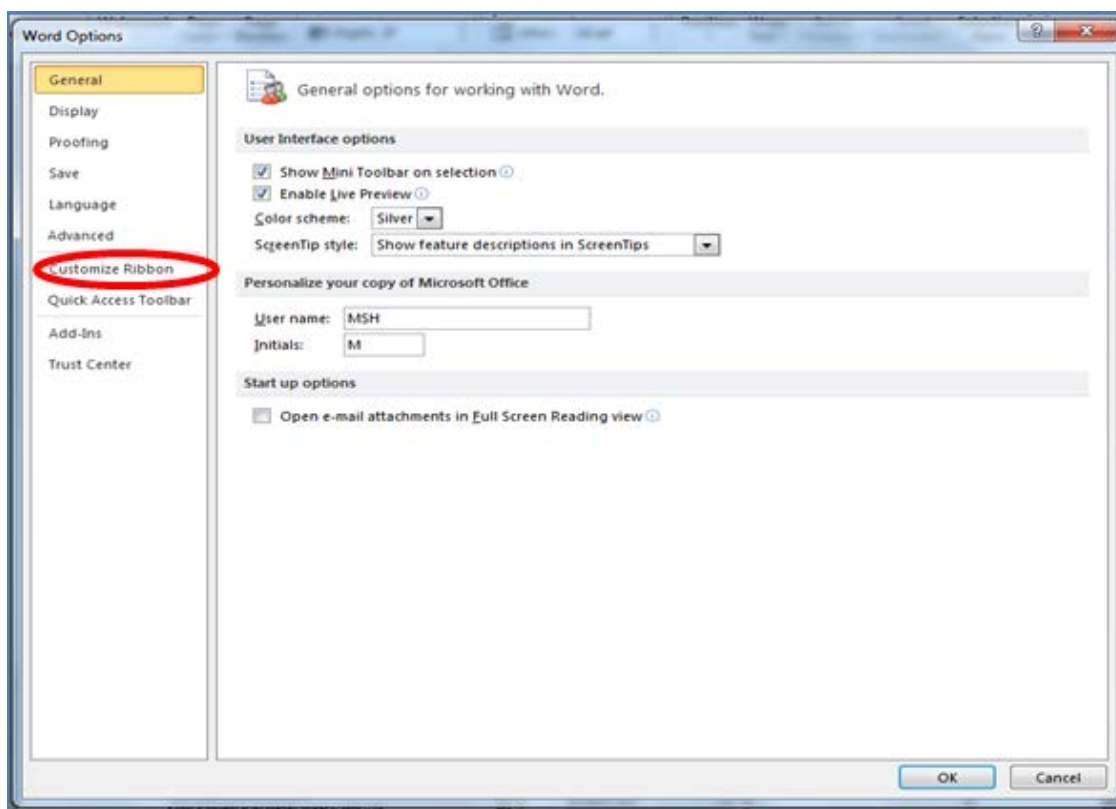 Word Options
General
Display
Proofing
Save
Language
Advanced
Customize Ribbon
Quick Access Toolbar
Add-Ins
Trust Center
General options for working with Word.
User Interface options
Show Mini Toolbar on selection
Enable Live Preview
Color scheme: Silver
ScreenTip style: Show feature descriptions in ScreenTips
Personalize your copy of Microsoft Office
User name: MSH
Initials: M
Start up options
Open e-mail attachments in Full Screen Reading view
OK Cancel